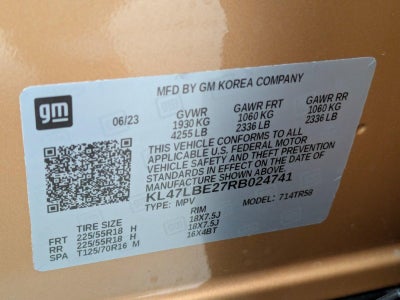 gm
MFD BY GM KOREA COMPANY
06/23 GVWR GAWR FRT GAWR RR
1930 KG 1060 KG 1060 KG
4255 LB 2336 LB 2336 LB
THIS VEHICLE CONFORMS TO ALL
APPLICABLE U.S. FEDERAL MOTOR
VEHICLE SAFETY AND THEFT PREVENTION
STANDARDS IN EFFECT ON THE DATE OF
MANUFACTURE SHOWN ABOVE
KL47LBE27RB024741
TYPE: MPV MODEL: 714TR58
TIRE SIZE RIM
FRT 225/55R18 H 18X7.5J
RR 225/55R18 H 18X7.5J
SPA T125/70R16 M 16X4BT